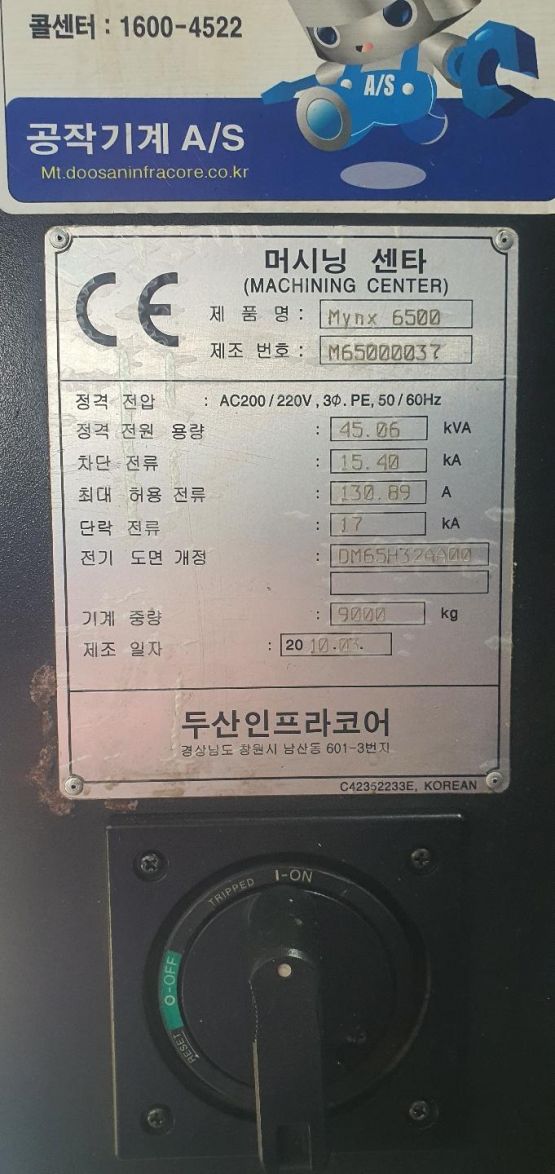 콜센터 : 1600-4522
A/S
공작기계 A/S
Mt.doosaninfracore.co.kr
CE
머시닝 센타
(MACHINING CENTER)
제 품 명 : Mynx 6500
제조 번호 : M65000037
정격 전압 : AC200/220V, 3Φ. PE, 50/60Hz
정격 전원 용량 : 45.06 kVA
차단 전류 : 15.40 kA
최대 허용 전류 : 130.89 A
단락 전류 : 17 kA
전기 도면 개정 : DM65H32AA00
기계 중량 : 9000 kg
제조 일자 : 20 10.03.
두산인프라코어
경상남도 창원시 남산동 601-3번지
C42352233E, KOREAN
TRIPPED I-ON
O-OFF
RESET